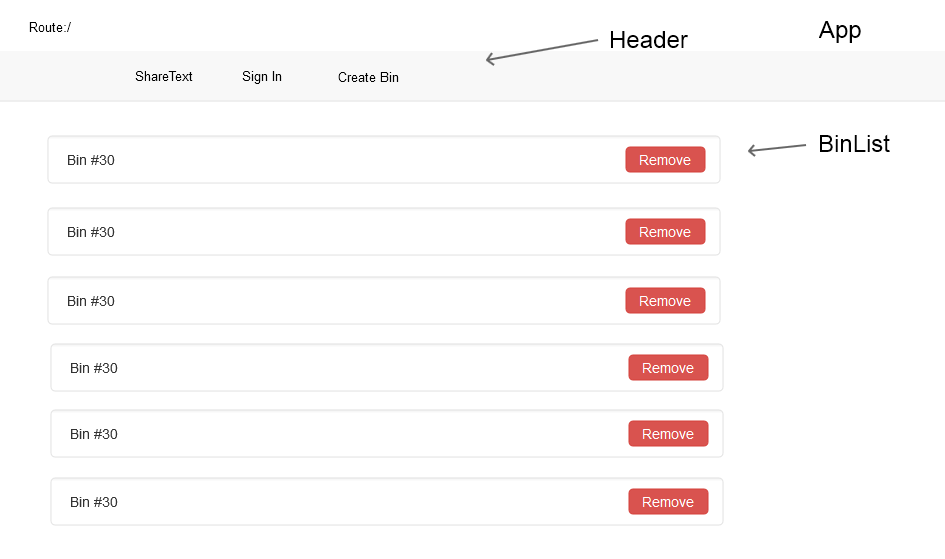 Route:/
App
Header
ShareText Sign In Create Bin
BinList
Bin #30 Remove
Bin #30 Remove
Bin #30 Remove
Bin #30 Remove
Bin #30 Remove
Bin #30 Remove